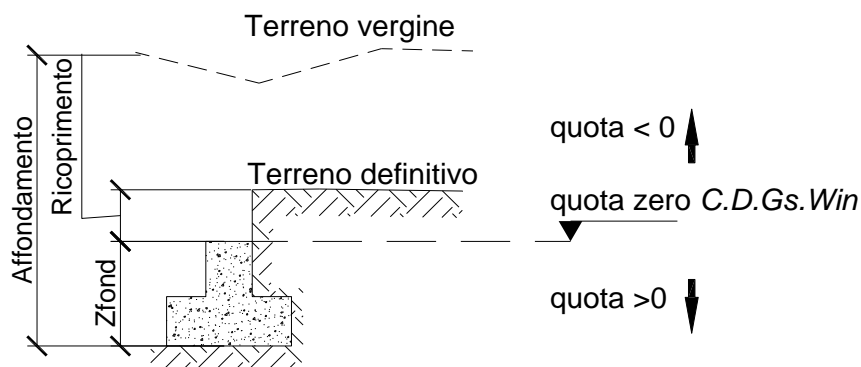 Terreno vergine
Affondamento
Ricoprimento
quota < 0
Terreno definitivo
quota zero C.D.Gs.Win
Zfond
quota >0